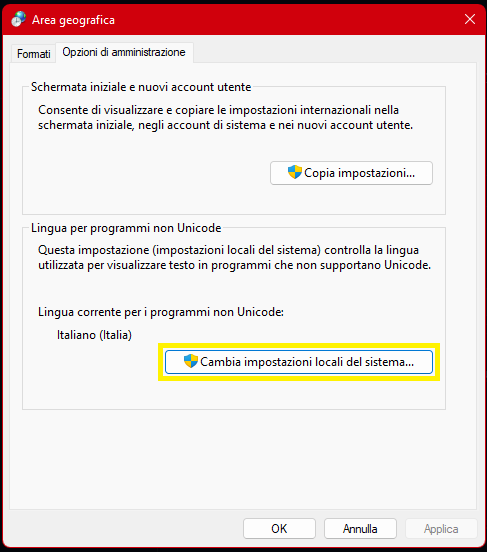 Area geografica
Formati
Opzioni di amministrazione
Schermata iniziale e nuovi account utente
Consente di visualizzare e copiare le impostazioni internazionali nella
schermata iniziale, negli account di sistema e nei nuovi account utente.
Copia impostazioni...
Lingua per programmi non Unicode
Questa impostazione (impostazioni locali del sistema) controlla la lingua
utilizzata per visualizzare testo in programmi che non supportano Unicode.
Lingua corrente per i programmi non Unicode:
Italiano (Italia)
Cambia impostazioni locali del sistema...
OK
Annulla
Applica